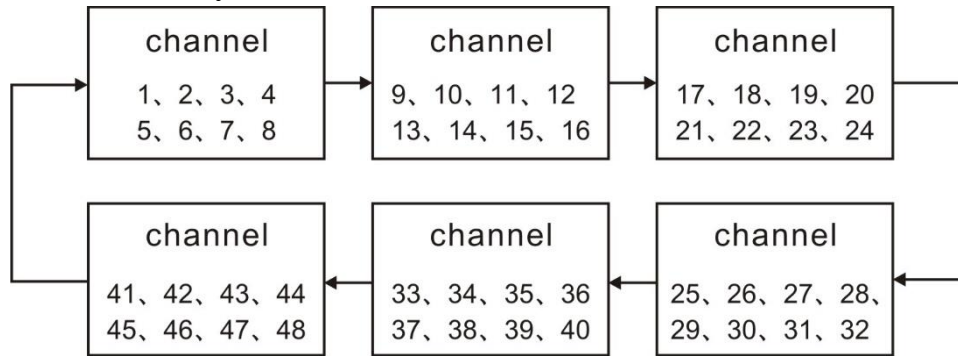 channel
1、2、3、4
5、6、7、8
channel
9、10、11、12
13、14、15、16
channel
17、18、19、20
21、22、23、24
channel
41、42、43、44
45、46、47、48
channel
33、34、35、36
37、38、39、40
channel
25、26、27、28、
29、30、31、32